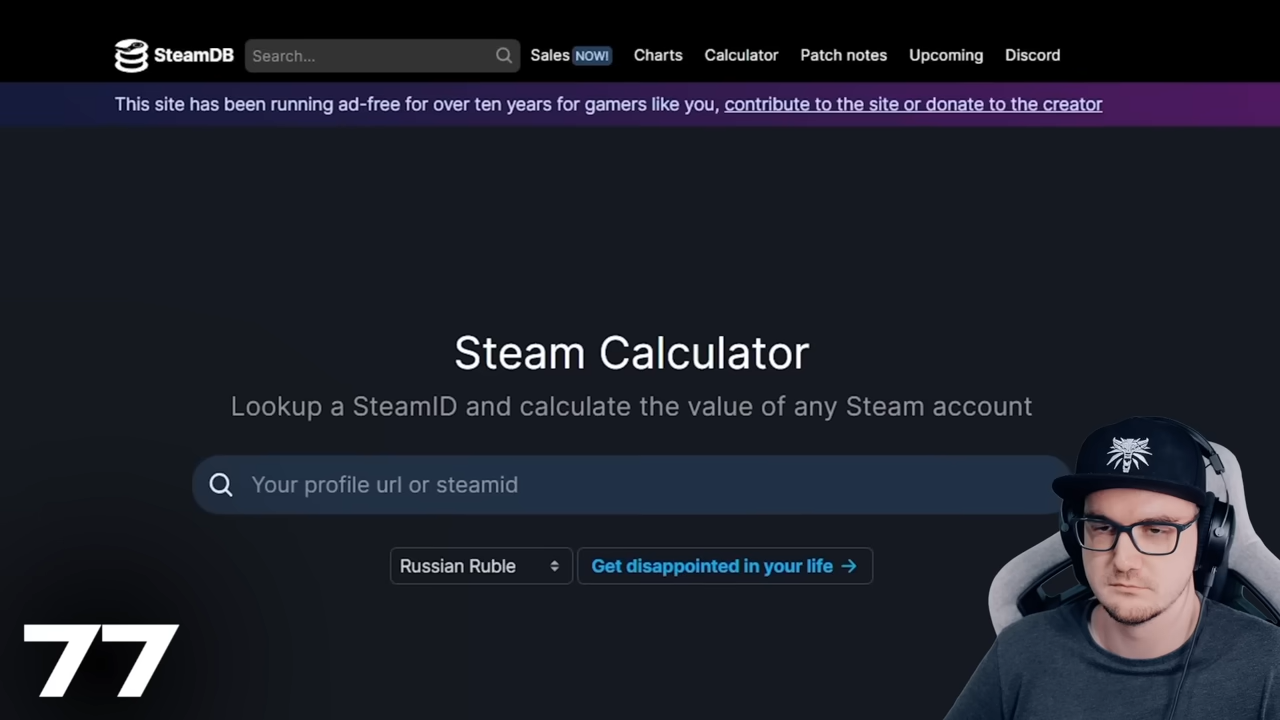 SteamDB Search... Sales NOW! Charts Calculator Patch notes Upcoming Discord
This site has been running ad-free for over ten years for gamers like you, contribute to the site or donate to the creator
Steam Calculator
Lookup a SteamID and calculate the value of any Steam account
Your profile url or steamid
Russian Ruble Get disappointed in your life →
77